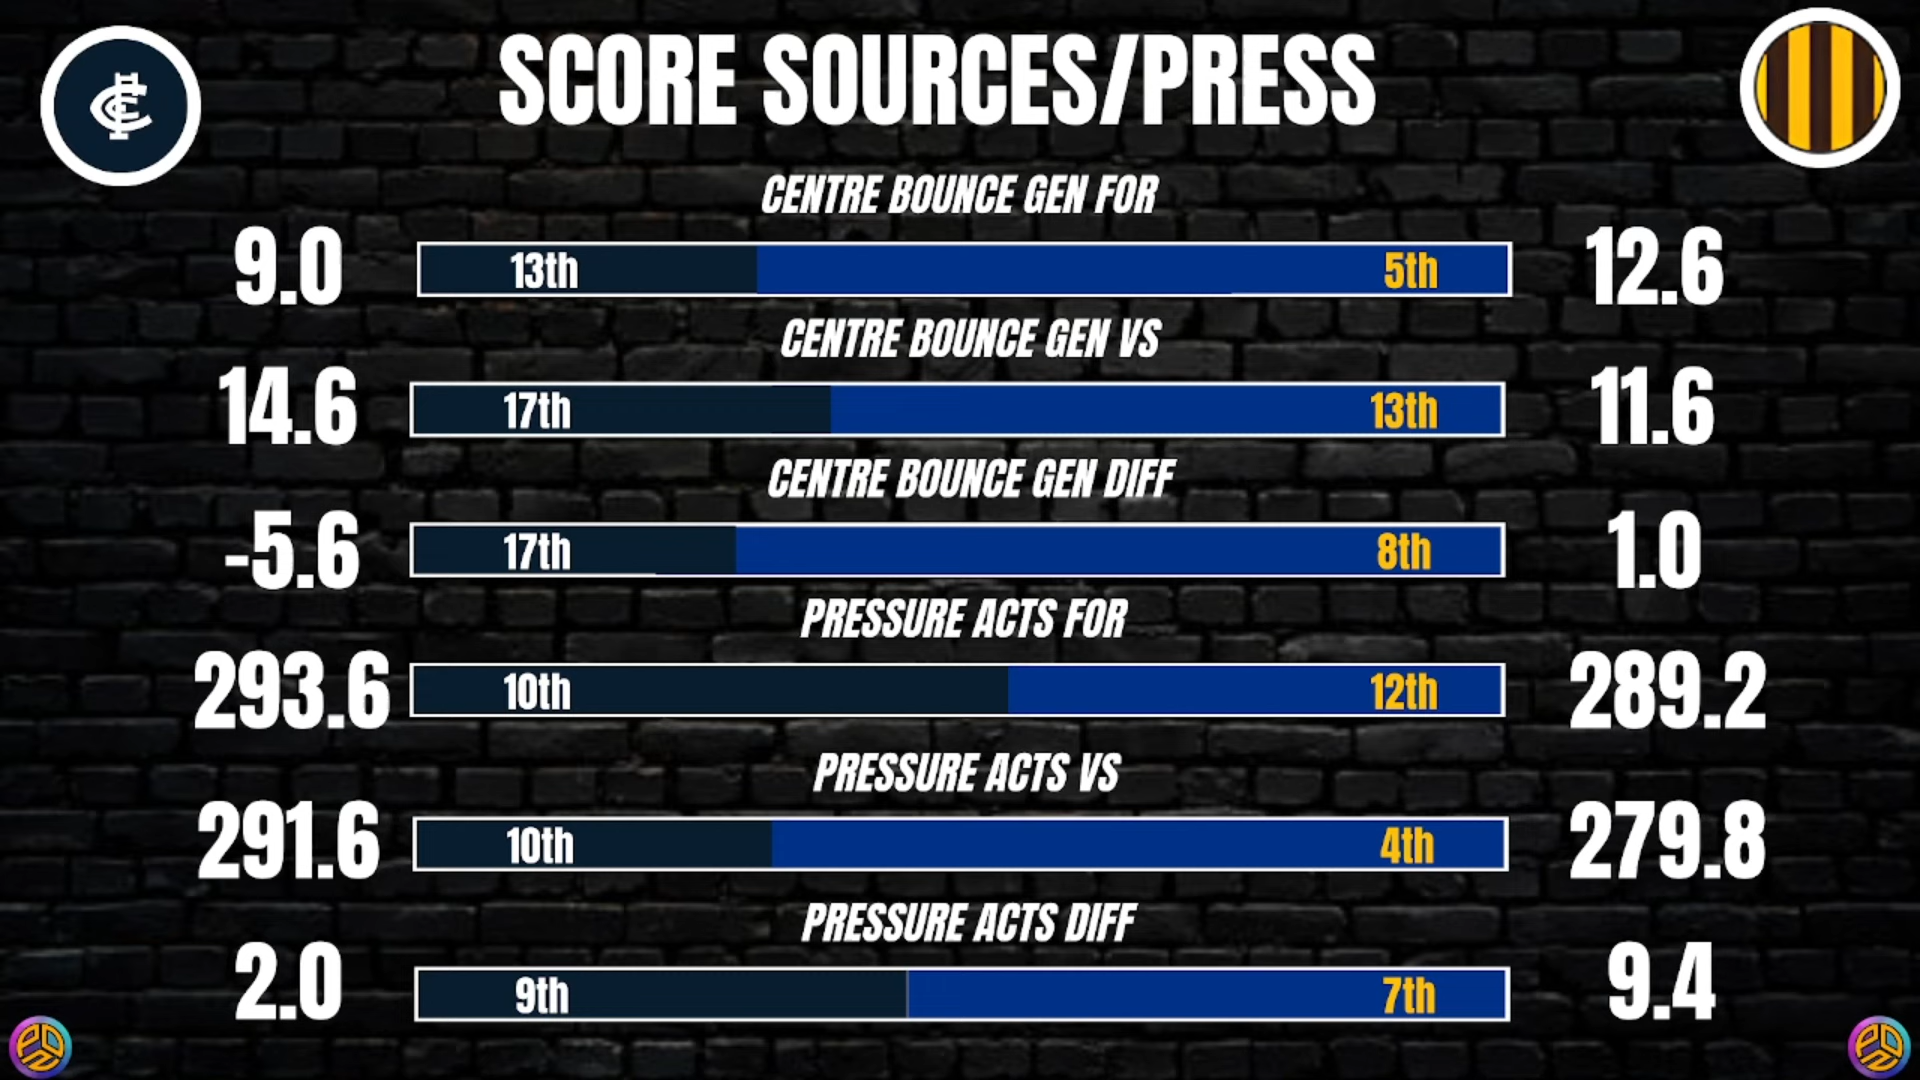 SCORE SOURCES/PRESS
CENTRE BOUNCE GEN FOR
9.0 13th 5th 12.6
CENTRE BOUNCE GEN VS
14.6 17th 13th 11.6
CENTRE BOUNCE GEN DIFF
-5.6 17th 8th 1.0
PRESSURE ACTS FOR
293.6 10th 12th 289.2
PRESSURE ACTS VS
291.6 10th 4th 279.8
PRESSURE ACTS DIFF
2.0 9th 7th 9.4